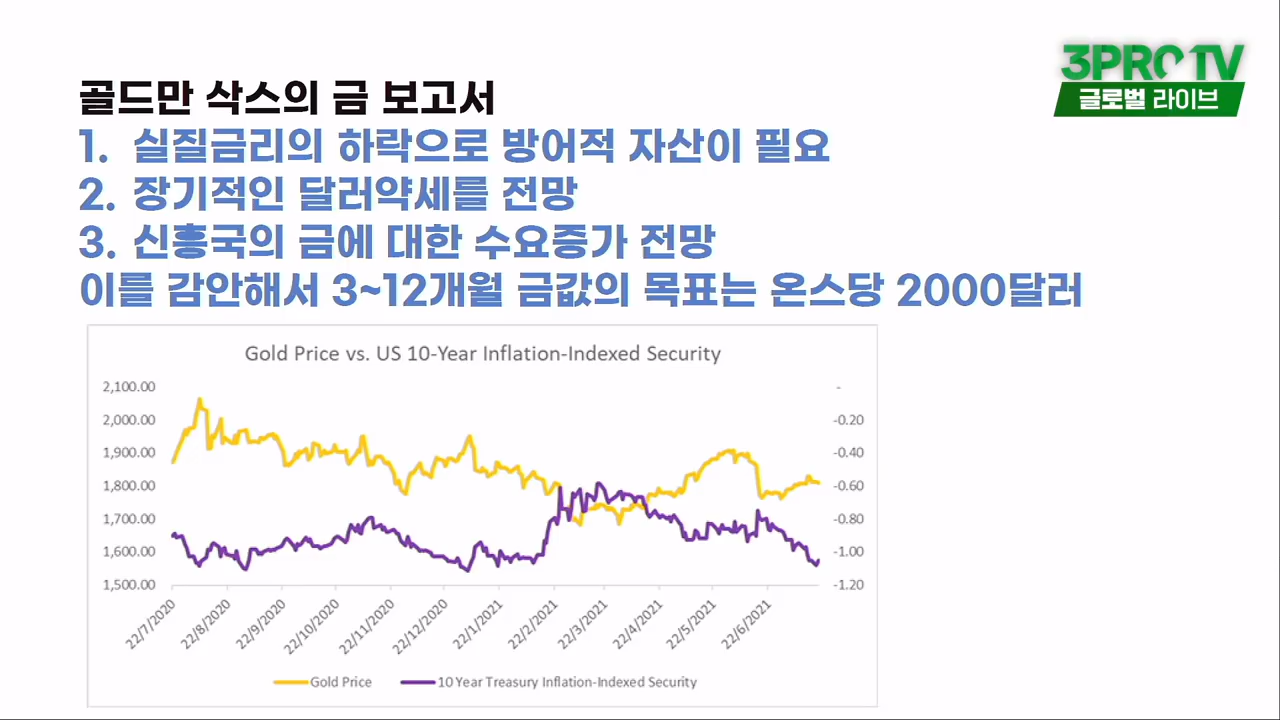 3PRO TV
글로벌 라이브
골드만 삭스의 금 보고서
1. 실질금리의 하락으로 방어적 자산이 필요
2. 장기적인 달러약세를 전망
3. 신흥국의 금에 대한 수요증가 전망
이를 감안해서 3~12개월 금값의 목표는 온스당 2000달러
Gold Price vs. US 10-Year Inflation-Indexed Security
2,100.00
2,000.00
1,900.00
1,800.00
1,700.00
1,600.00
1,500.00
-
-0.20
-0.40
-0.60
-0.80
-1.00
-1.20
22/7/2020
22/8/2020
22/9/2020
22/10/2020
22/11/2020
22/12/2020
22/1/2021
22/2/2021
22/3/2021
22/4/2021
22/5/2021
22/6/2021
Gold Price
10 Year Treasury Inflation-Indexed Security